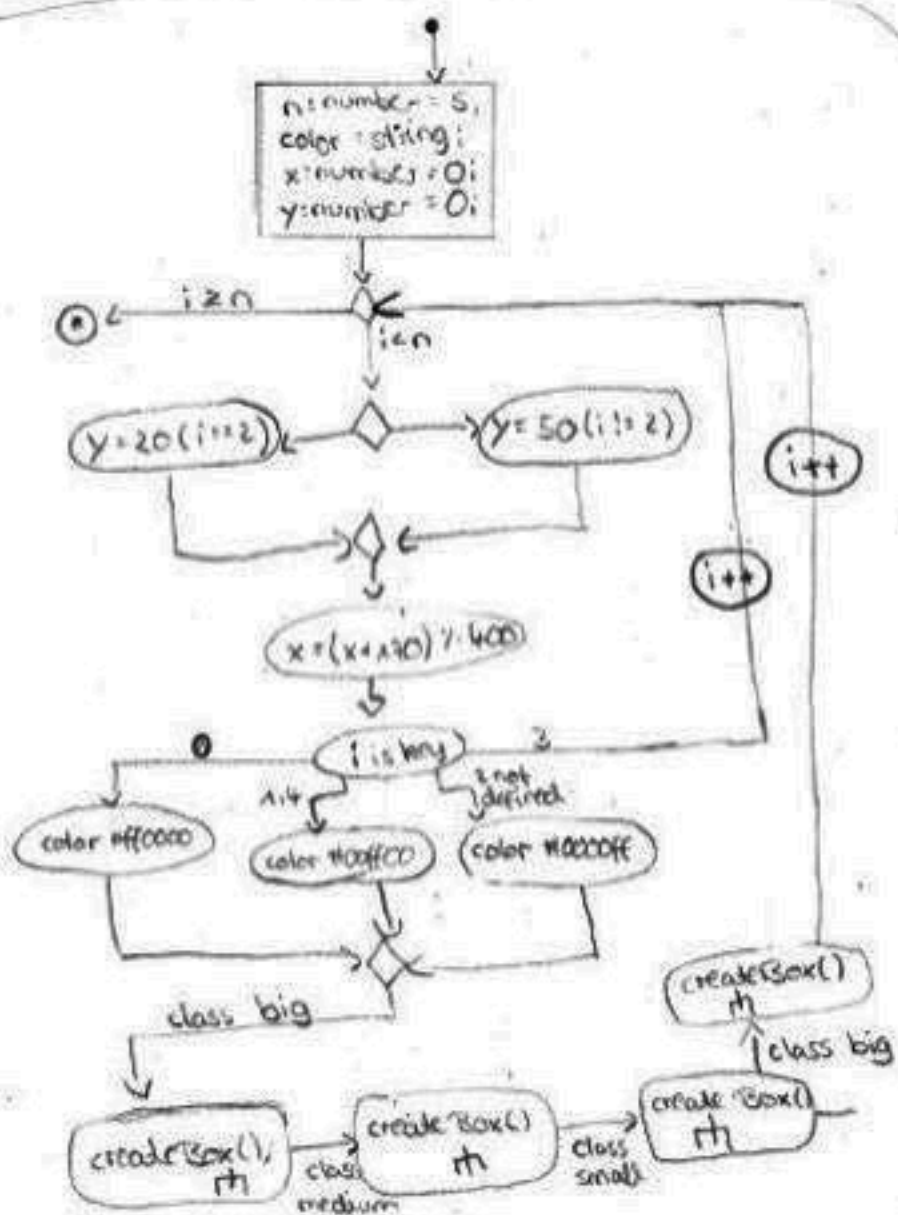 n: number = 5;
color: string;
x: number = 0;
y: number = 0;
i ≥ n
i < n
y = 20 (i == 2)
y = 50 (i != 2)
i++
i++
x = (x + 170) % 400
i is key
0
1,4
not
defined
3
color #ff0000
color #00ff00
color #0000ff
class big
createBox()
class big
createBox()
class
medium
createBox()
class
small
createBox()